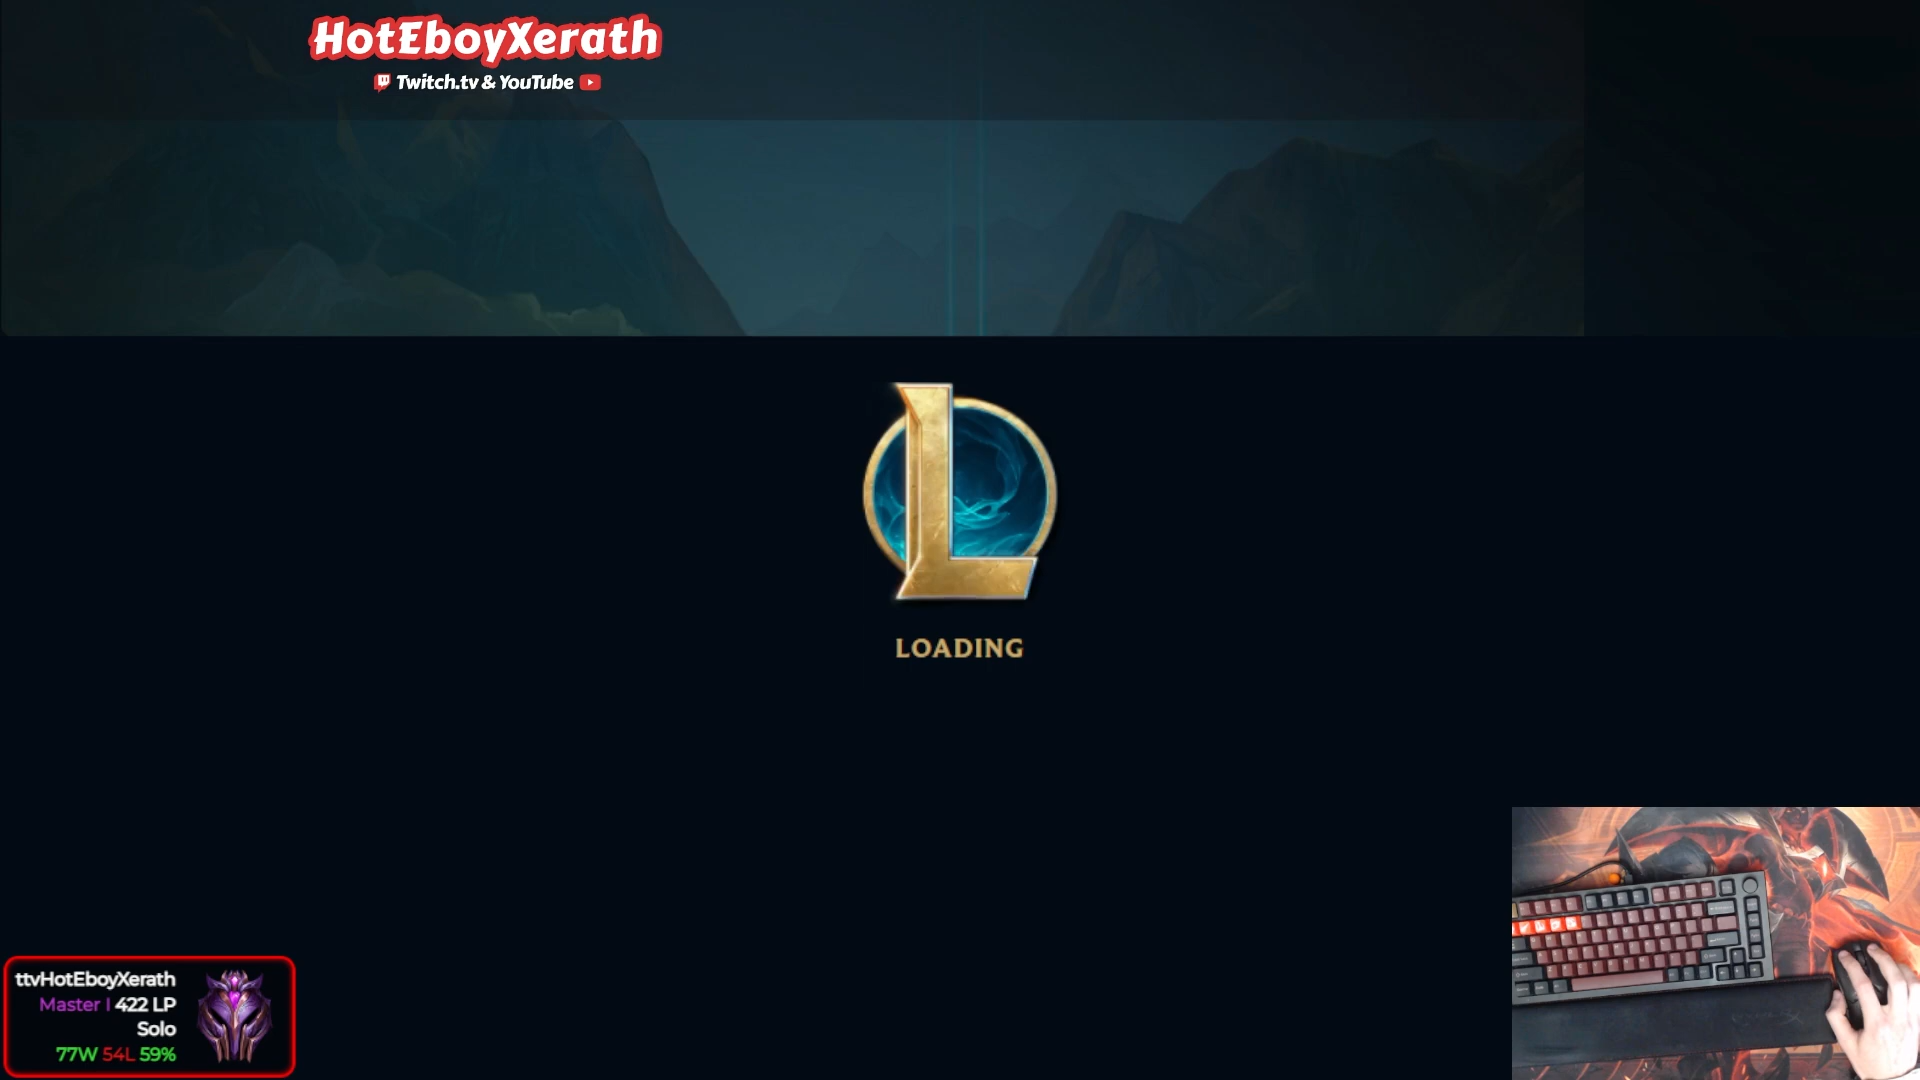 HotEboyXerath
Twitch.tv & YouTube
LOADING
ttvHotEboyXerath
Master I 422 LP
Solo
77W 54L 59%